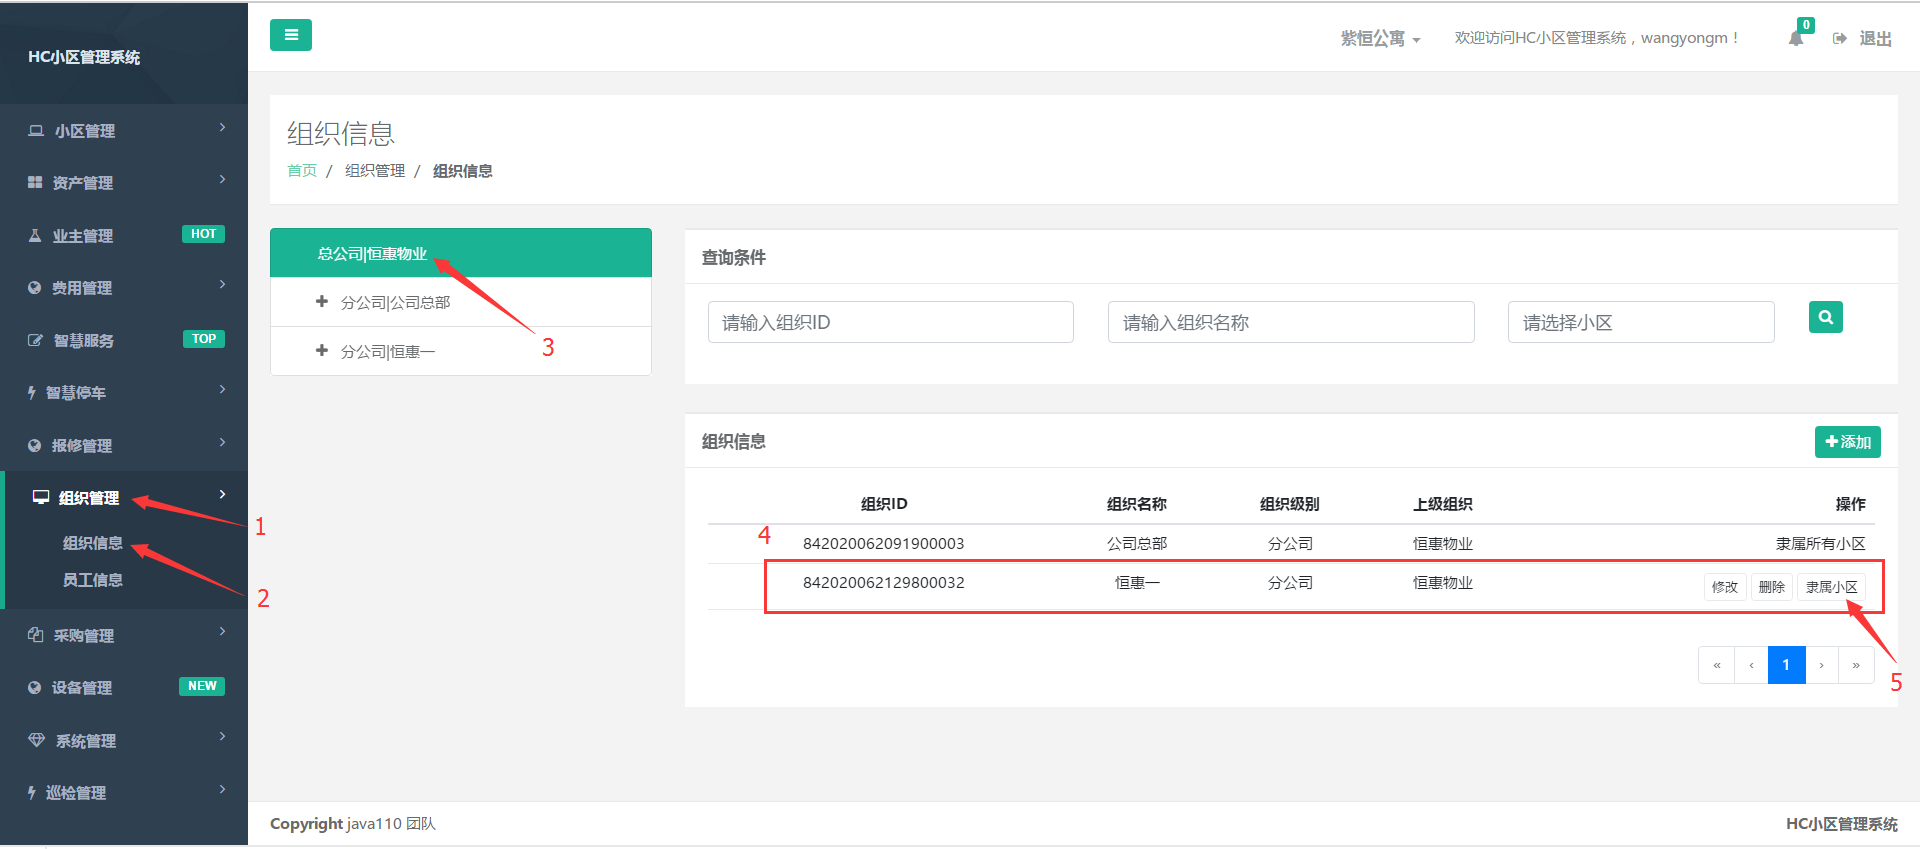 HC小区管理系统
紫恒公寓
欢迎访问HC小区管理系统，wangyongm！
0
退出
小区管理
资产管理
业主管理 HOT
费用管理
智慧服务 TOP
智慧停车
报修管理
组织管理
组织信息
员工信息
采购管理
设备管理 NEW
系统管理
巡检管理
1
2
组织信息
首页 / 组织管理 / 组织信息
总公司|恒惠物业
分公司|公司总部
分公司|恒惠一
3
查询条件
请输入组织ID 请输入组织名称 请选择小区
组织信息 添加
组织ID 组织名称 组织级别 上级组织 操作
842020062091900003 公司总部 分公司 恒惠物业 隶属所有小区
4
842020062129800032 恒惠一 分公司 恒惠物业 修改 删除 隶属小区
5
« ‹ 1 › »
Copyright java110 团队
HC小区管理系统